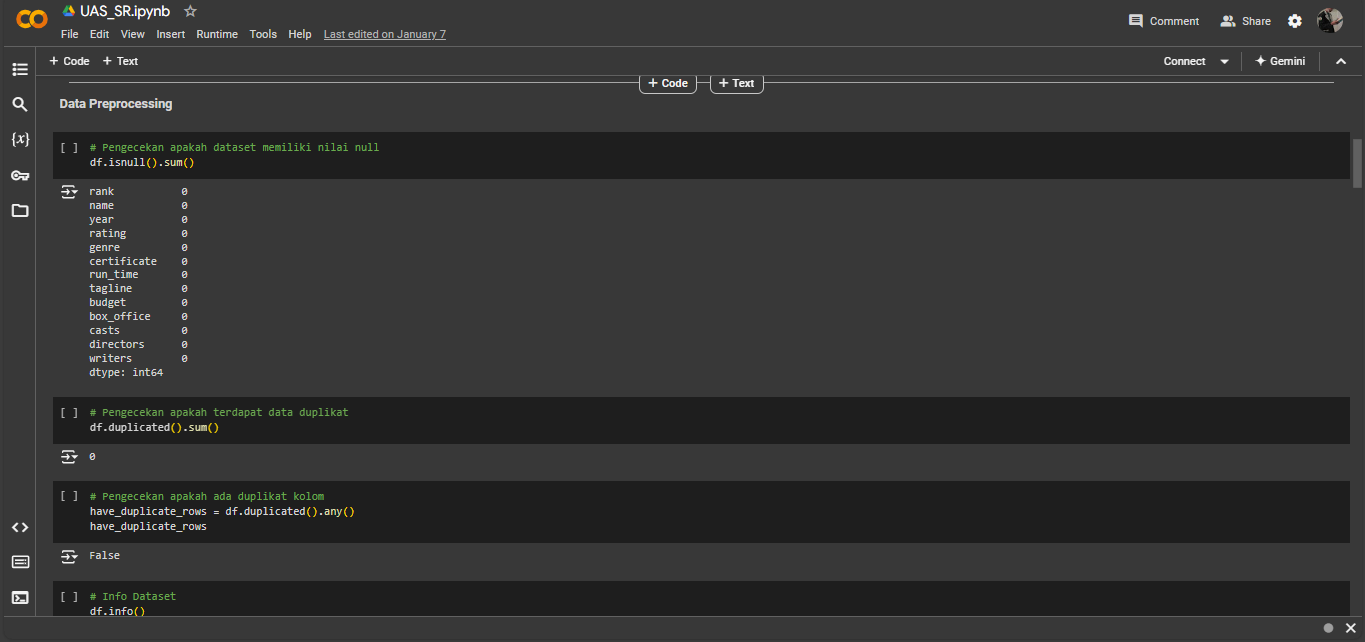 UAS_SR.ipynb
Comment Share
File Edit View Insert Runtime Tools Help Last edited on January 7
+ Code + Text Connect Gemini
+ Code + Text
Data Preprocessing
[ ] # Pengecekan apakah dataset memiliki nilai null
df.isnull().sum()
rank 0
name 0
year 0
rating 0
genre 0
certificate 0
run_time 0
tagline 0
budget 0
box_office 0
casts 0
directors 0
writers 0
dtype: int64
[ ] # Pengecekan apakah terdapat data duplikat
df.duplicated().sum()
0
[ ] # Pengecekan apakah ada duplikat kolom
have_duplicate_rows = df.duplicated().any()
have_duplicate_rows
False
[ ] # Info Dataset
df.info()